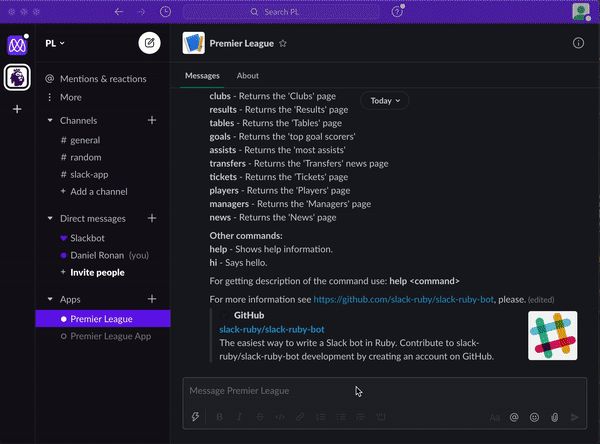 Search PL
PL
Premier League
Mentions & reactions
More
Channels
# general
# random
# slack-app
+ Add a channel
Direct messages
Slackbot
Daniel Ronan (you)
+ Invite people
Apps
Premier League
Premier League App
Messages
About
Today
clubs - Returns the 'Clubs' page
results - Returns the 'Results' page
tables - Returns the 'Tables' page
goals - Returns the 'top goal scorers'
assists - Returns the 'most assists'
transfers - Returns the 'Transfers' news page
tickets - Returns the 'Tickets' page
players - Returns the 'Players' page
managers - Returns the 'Managers' page
news - Returns the 'News' page
Other commands:
help - Shows help information.
hi - Says hello.
For getting description of the command use: help <command>
For more information see https://github.com/slack-ruby/slack-ruby-bot, please. (edited)
GitHub
slack-ruby/slack-ruby-bot
The easiest way to write a Slack bot in Ruby. Contribute to slack-
ruby/slack-ruby-bot development by creating an account on GitHub.
Message Premier League
B I S
Aa @